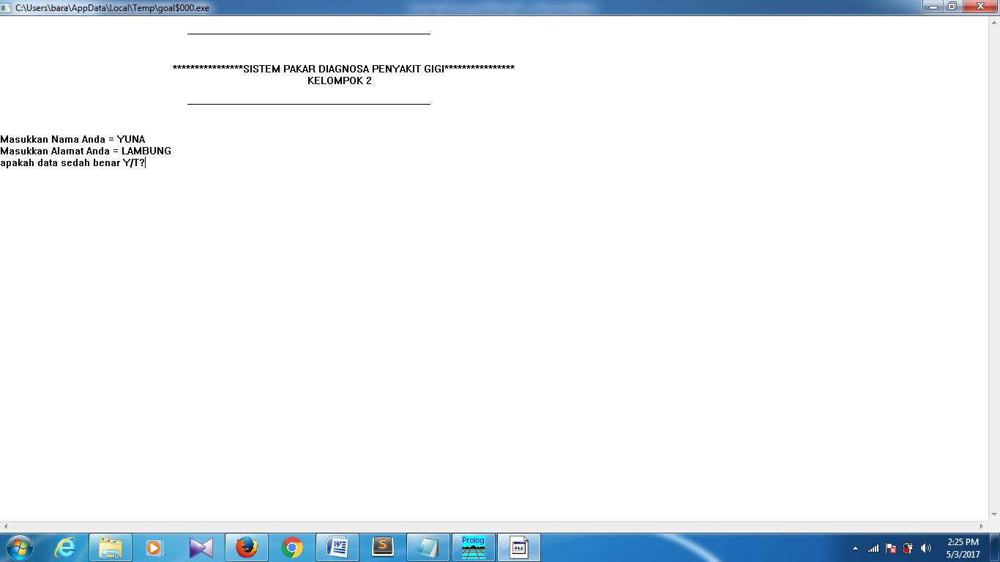 C:\Users\bara\AppData\Local\Temp\goal$000.exe
****************SISTEM PAKAR DIAGNOSA PENYAKIT GIGI****************
KELOMPOK 2
Masukkan Nama Anda = YUNA
Masukkan Alamat Anda = LAMBUNG
apakah data sedah benar Y/T?
Prolog
2:25 PM
5/3/2017